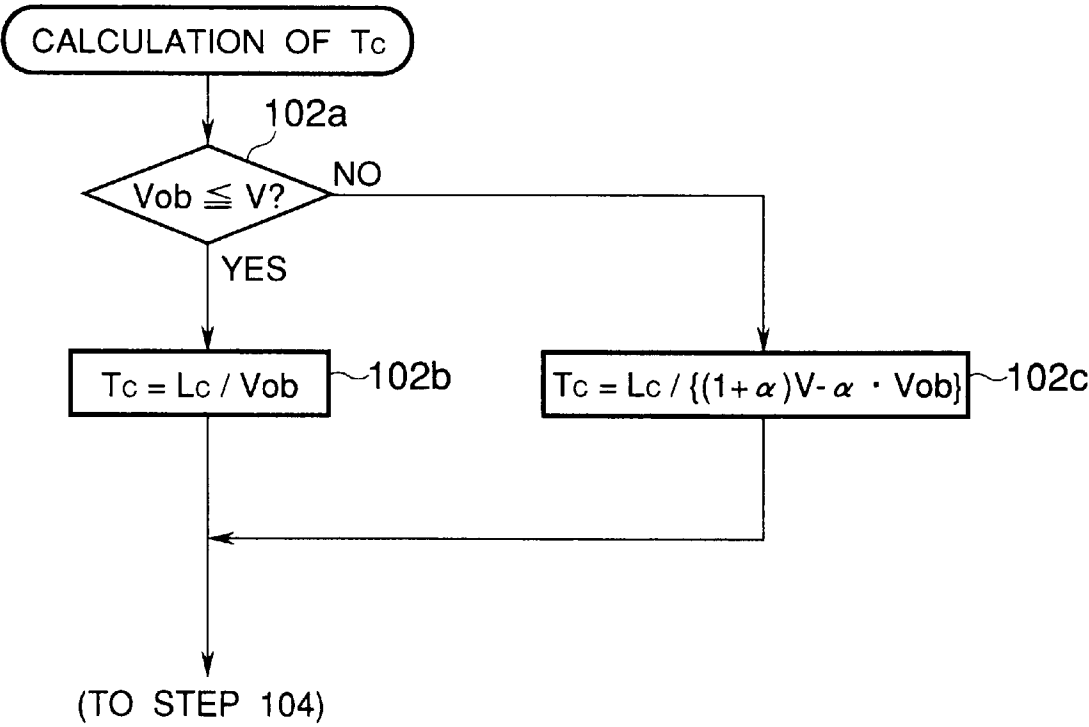 CALCULATION OF Tc
102a
Vob ≦ V?
NO
YES
Tc = Lc / Vob
102b
Tc = Lc / {(1+α)V-α・Vob}
102c
(TO STEP 104)